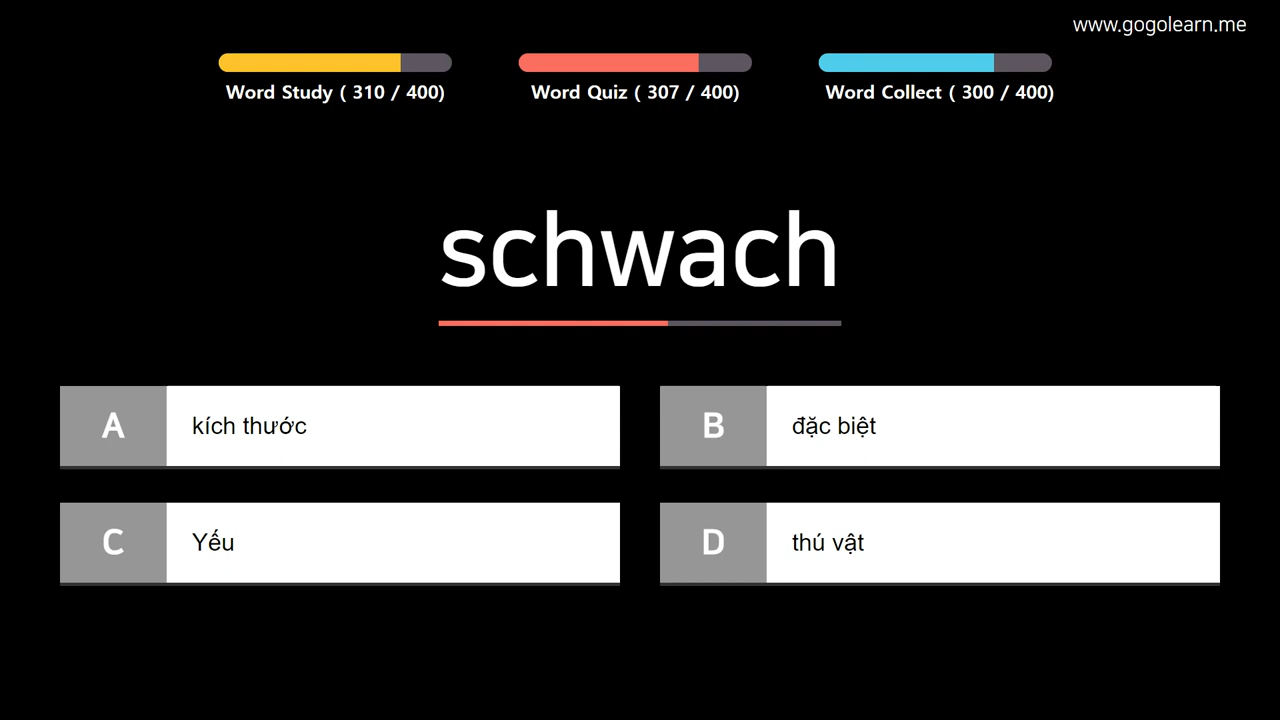 www.gogolearn.me
Word Study ( 310 / 400)
Word Quiz ( 307 / 400)
Word Collect ( 300 / 400)
schwach
A kích thước
B đặc biệt
C Yếu
D thú vật